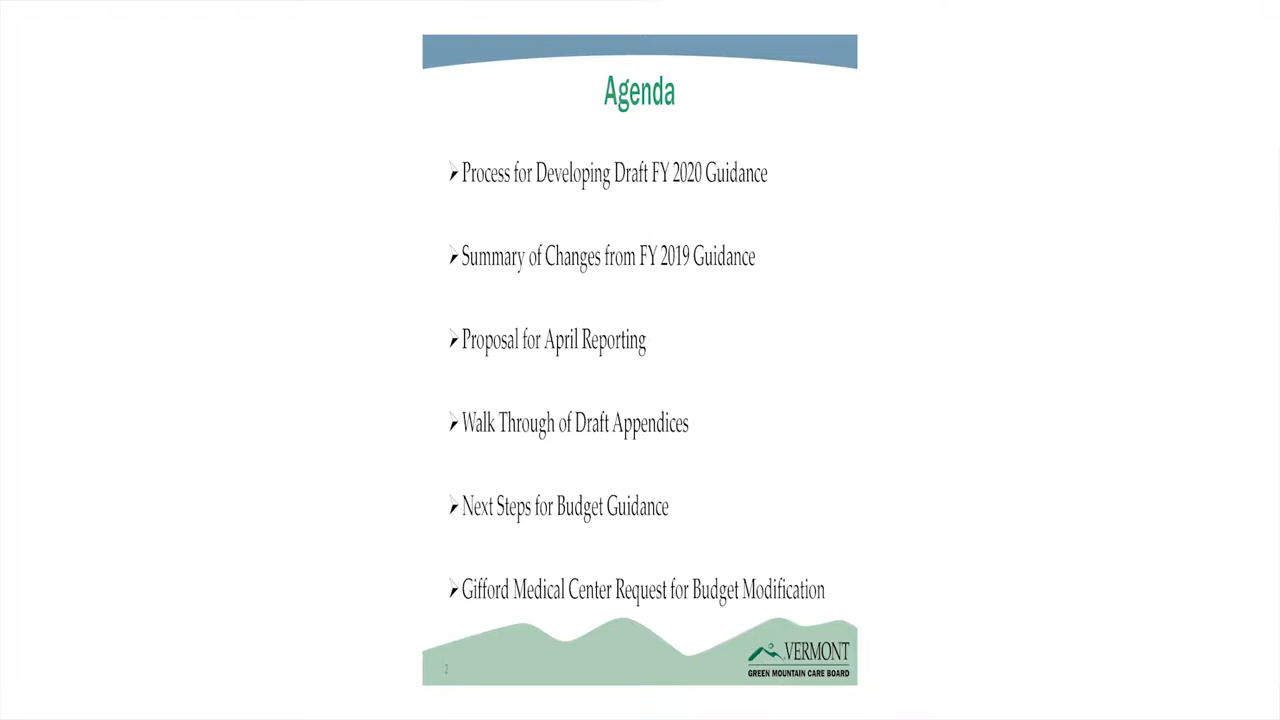 Agenda
Process for Developing Draft FY 2020 Guidance
Summary of Changes from FY 2019 Guidance
Proposal for April Reporting
Walk Through of Draft Appendices
Next Steps for Budget Guidance
Gifford Medical Center Request for Budget Modification
2
VERMONT
GREEN MOUNTAIN CARE BOARD